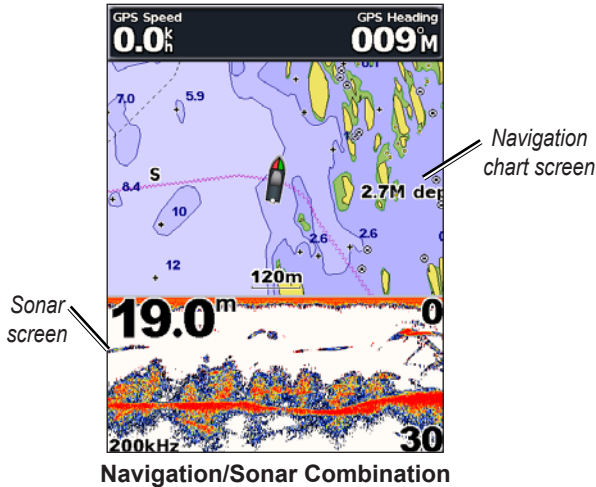 GPS Speed
GPS Heading
0.0kh
009°M
7.0
5.9
S
8.4
10
12
2.6
2.6
2.7M dep
120m
Navigation
chart screen
Sonar
screen
19.0m
0
200kHz
30
Navigation/Sonar Combination